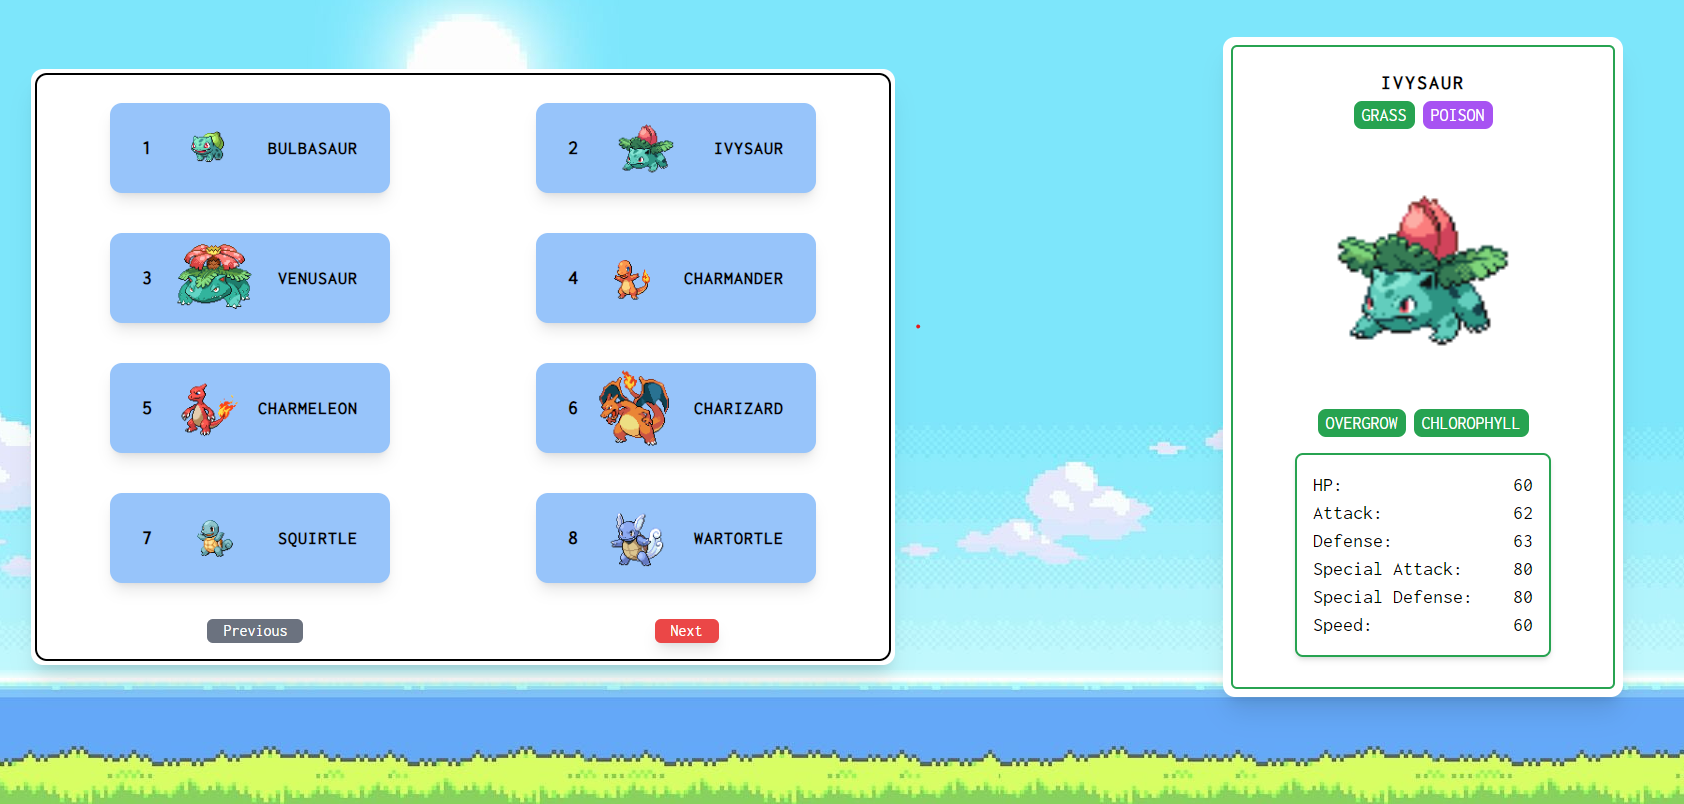 1 BULBASAUR
2 IVYSAUR
3 VENUSAUR
4 CHARMANDER
5 CHARMELEON
6 CHARIZARD
7 SQUIRTLE
8 WARTORTLE
Previous
Next
IVYSAUR
GRASS POISON
OVERGROW CHLOROPHYLL
HP: 60
Attack: 62
Defense: 63
Special Attack: 80
Special Defense: 80
Speed: 60